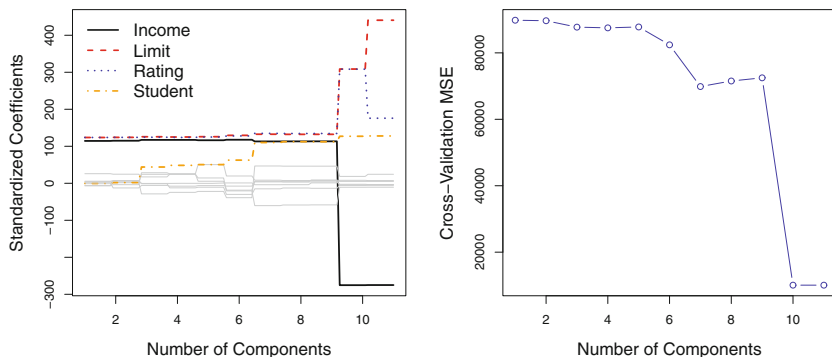 Standardized Coefficients
-300
-100
0
100
200
300
400
Income
Limit
Rating
Student
2
4
6
8
10
Number of Components
Cross−Validation MSE
20000
40000
60000
80000
2
4
6
8
10
Number of Components